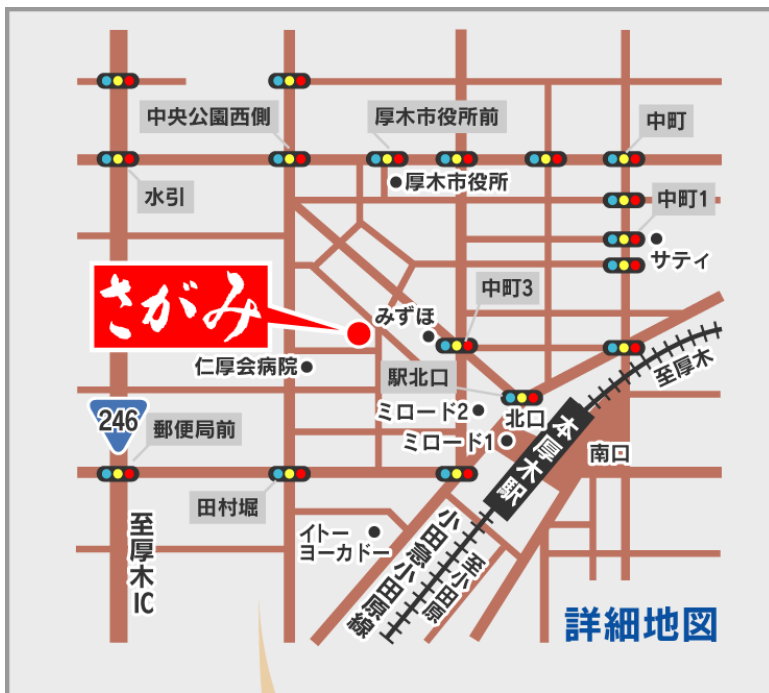 中央公園西側
厚木市役所前
中町
水引
厚木市役所
中町1
サティ
さがみ
みずほ
中町3
仁厚会病院
駅北口
至厚木
246
郵便局前
ミロード2
北口
ミロード1
本厚木駅
南口
田村堀
イトー
ヨーカドー
至厚木IC
小田急小田原線
至小田原
詳細地図